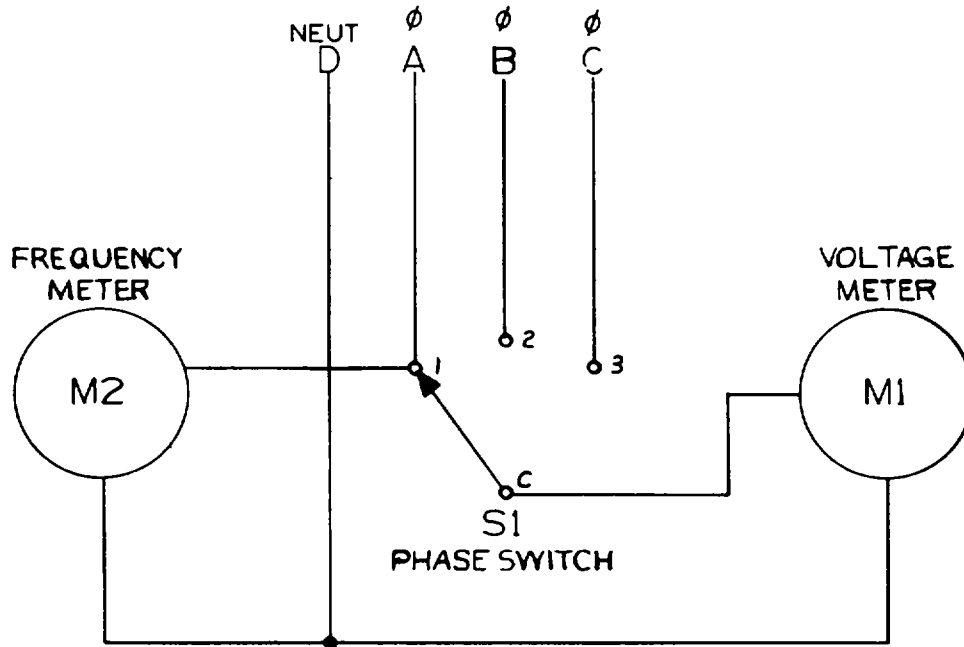 ø ø ø
NEUT
D A B C
FREQUENCY
METER
VOLTAGE
METER
M2
1
2
3
M1
C
S1
PHASE SWITCH